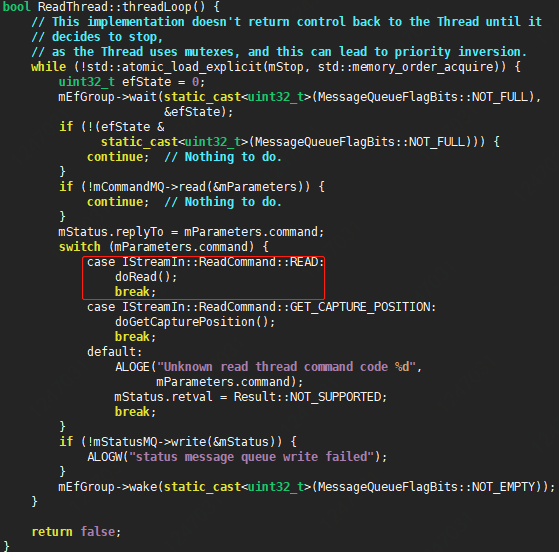 bool ReadThread::threadLoop() {
    // This implementation doesn't return control back to the Thread until it
    // decides to stop,
    // as the Thread uses mutexes, and this can lead to priority inversion.
    while (!std::atomic_load_explicit(mStop, std::memory_order_acquire)) {
        uint32_t efState = 0;
        mEfGroup->wait(static_cast<uint32_t>(MessageQueueFlagBits::NOT_FULL),
                       &efState);
        if (!(efState &
              static_cast<uint32_t>(MessageQueueFlagBits::NOT_FULL))) {
            continue;  // Nothing to do.
        }
        if (!mCommandMQ->read(&mParameters)) {
            continue;  // Nothing to do.
        }
        mStatus.replyTo = mParameters.command;
        switch (mParameters.command) {
            case IStreamIn::ReadCommand::READ:
                doRead();
                break;
            case IStreamIn::ReadCommand::GET_CAPTURE_POSITION:
                doGetCapturePosition();
                break;
            default:
                ALOGE("Unknown read thread command code %d",
                      mParameters.command);
                mStatus.retval = Result::NOT_SUPPORTED;
                break;
        }
        if (!mStatusMQ->write(&mStatus)) {
            ALOGW("status message queue write failed");
        }
        mEfGroup->wake(static_cast<uint32_t>(MessageQueueFlagBits::NOT_EMPTY));
    }

    return false;
}